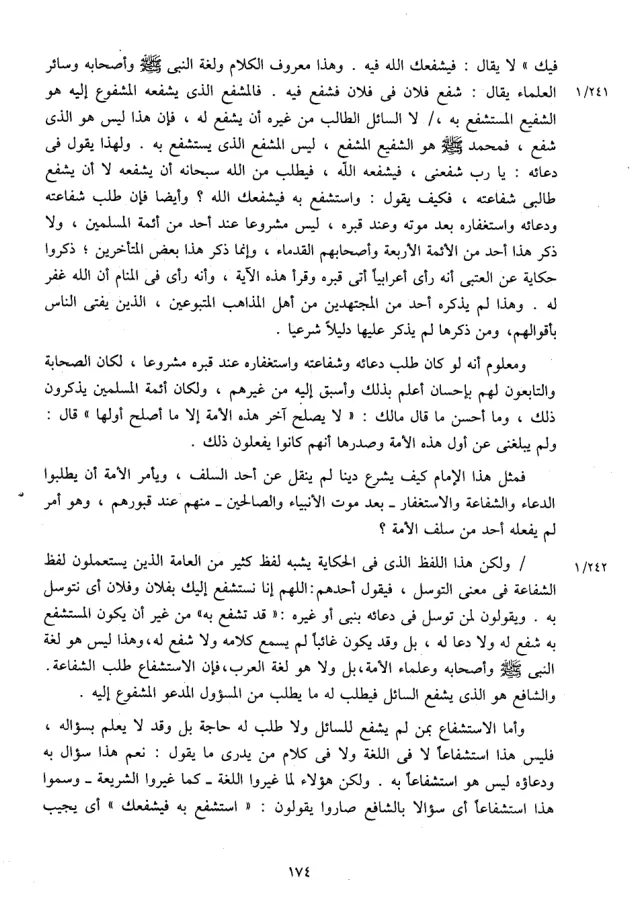 فيك » لا يقال : فيشفعك الله فيه . وهذا معروف الكلام ولغة النبى ﷺ وأصحابه وسائر
١/٢٤١ العلماء يقال : شفع فلان فى فلان فشفع فيه . فالمشفع الذى يشفعه المشفوع إليه هو
الشفيع المستشفع به ،/ لا السائل الطالب من غيره أن يشفع له ، فإن هذا ليس هو الذى
شفع ، فمحمد ﷺ هو الشفيع المشفع ، ليس المشفع الذى يستشفع به . ولهذا يقول فى
دعائه : يا رب شفعنى ، فيشفعه الله ، فيطلب من الله سبحانه أن يشفعه لا أن يشفع
طالبى شفاعته ، فكيف يقول : واستشفع به فيشفعك الله ؟ وأيضا فإن طلب شفاعته
ودعائه واستغفاره بعد موته وعند قبره ، ليس مشروعا عند أحد من أئمة المسلمين ، ولا
ذكر هذا أحد من الأئمة الأربعة وأصحابهم القدماء ، وإنما ذكر هذا بعض المتأخرين ؛ ذكروا
حكاية عن العتبى أنه رأى أعرابياً أتى قبره وقرأ هذه الآية ، وأنه رأى فى المنام أن الله غفر
له . وهذا لم يذكره أحد من المجتهدين من أهل المذاهب المتبوعين ، الذين يفتى الناس
بأقوالهم، ومن ذكرها لم يذكر عليها دليلاً شرعيا .
ومعلوم أنه لو كان طلب دعائه وشفاعته واستغفاره عند قبره مشروعا ، لكان الصحابة
والتابعون لهم بإحسان أعلم بذلك وأسبق إليه من غيرهم ، ولكان أئمة المسلمين يذكرون
ذلك ، وما أحسن ما قال مالك : « لا يصلح آخر هذه الأمة إلا ما أصلح أولها » قال :
ولم يبلغنى عن أول هذه الأمة وصدرها أنهم كانوا يفعلون ذلك .
فمثل هذا الإمام كيف يشرع دينا لم ينقل عن أحد السلف ، ويأمر الأمة أن يطلبوا
الدعاء والشفاعة والاستغفار ـ بعد موت الأنبياء والصالحين ـ منهم عند قبورهم ، وهو أمر
لم يفعله أحد من سلف الأمة ؟
١/٢٤٢ / ولكن هذا اللفظ الذى فى الحكاية يشبه لفظ كثير من العامة الذين يستعملون لفظ
الشفاعة فى معنى التوسل ، فيقول أحدهم: اللهم إنا نستشفع إليك بفلان وفلان أى نتوسل
به . ويقولون لمن توسل فى دعائه بنبى أو غيره :« قد تشفع به» من غير أن يكون المستشفع
به شفع له ولا دعا له ، بل وقد يكون غائباً لم يسمع كلامه ولا شفع له،وهذا ليس هو لغة
النبى ﷺ وأصحابه وعلماء الأمة،بل ولا هو لغة العرب،فإن الاستشفاع طلب الشفاعة.
والشافع هو الذى يشفع السائل فيطلب له ما يطلب من المسؤول المدعو المشفوع إليه .
وأما الاستشفاع بمن لم يشفع للسائل ولا طلب له حاجة بل وقد لا يعلم بسؤاله ،
فليس هذا استشفاعاً لا فى اللغة ولا فى كلام من يدرى ما يقول : نعم هذا سؤال به
ودعاؤه ليس هو استشفاعاً به . ولكن هؤلاء لما غيروا اللغة ـ كما غيروا الشريعة ـ وسموا
هذا استشفاعاً أى سؤالا بالشافع صاروا يقولون : « استشفع به فيشفعك » أى يجيب
١٧٤